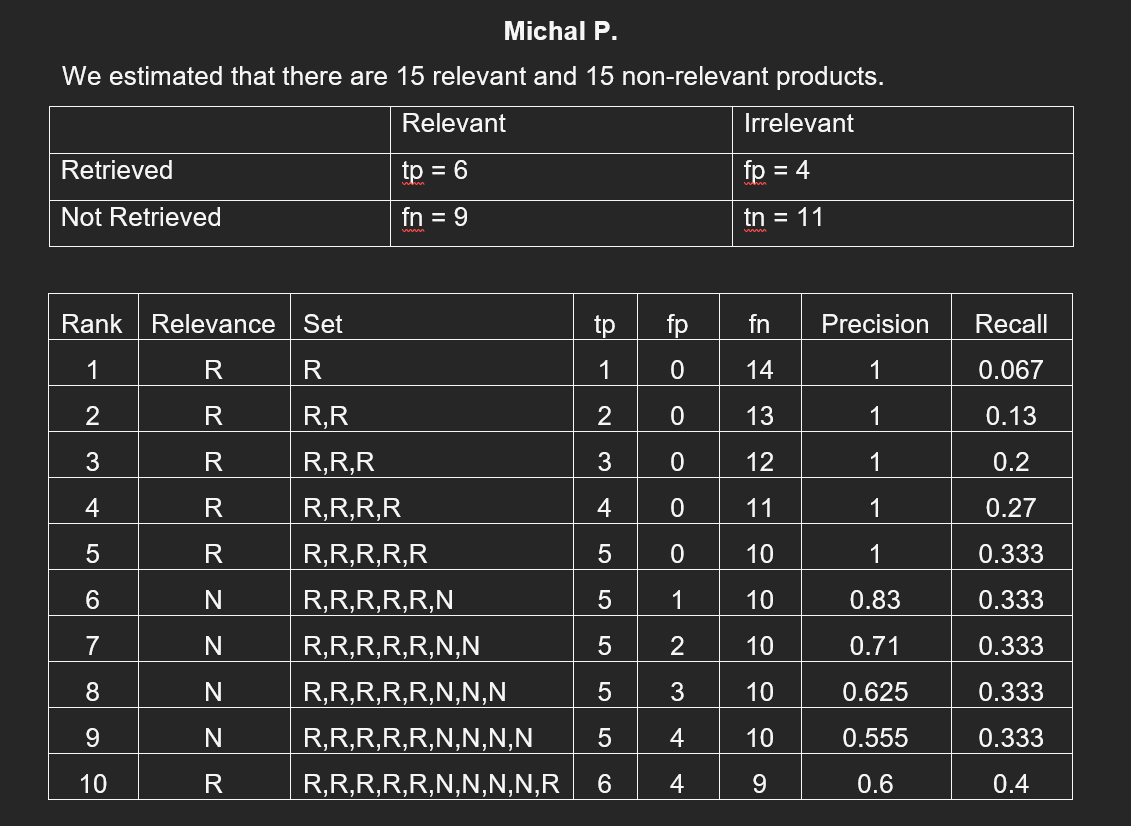 Michal P.
We estimated that there are 15 relevant and 15 non-relevant products.
Relevant Irrelevant
Retrieved tp = 6 fp = 4
Not Retrieved fn = 9 tn = 11
Rank Relevance Set tp fp fn Precision Recall
1 R R 1 0 14 1 0.067
2 R R,R 2 0 13 1 0.13
3 R R,R,R 3 0 12 1 0.2
4 R R,R,R,R 4 0 11 1 0.27
5 R R,R,R,R,R 5 0 10 1 0.333
6 N R,R,R,R,R,N 5 1 10 0.83 0.333
7 N R,R,R,R,R,N,N 5 2 10 0.71 0.333
8 N R,R,R,R,R,N,N,N 5 3 10 0.625 0.333
9 N R,R,R,R,R,N,N,N,N 5 4 10 0.555 0.333
10 R R,R,R,R,R,N,N,N,N,R 6 4 9 0.6 0.4